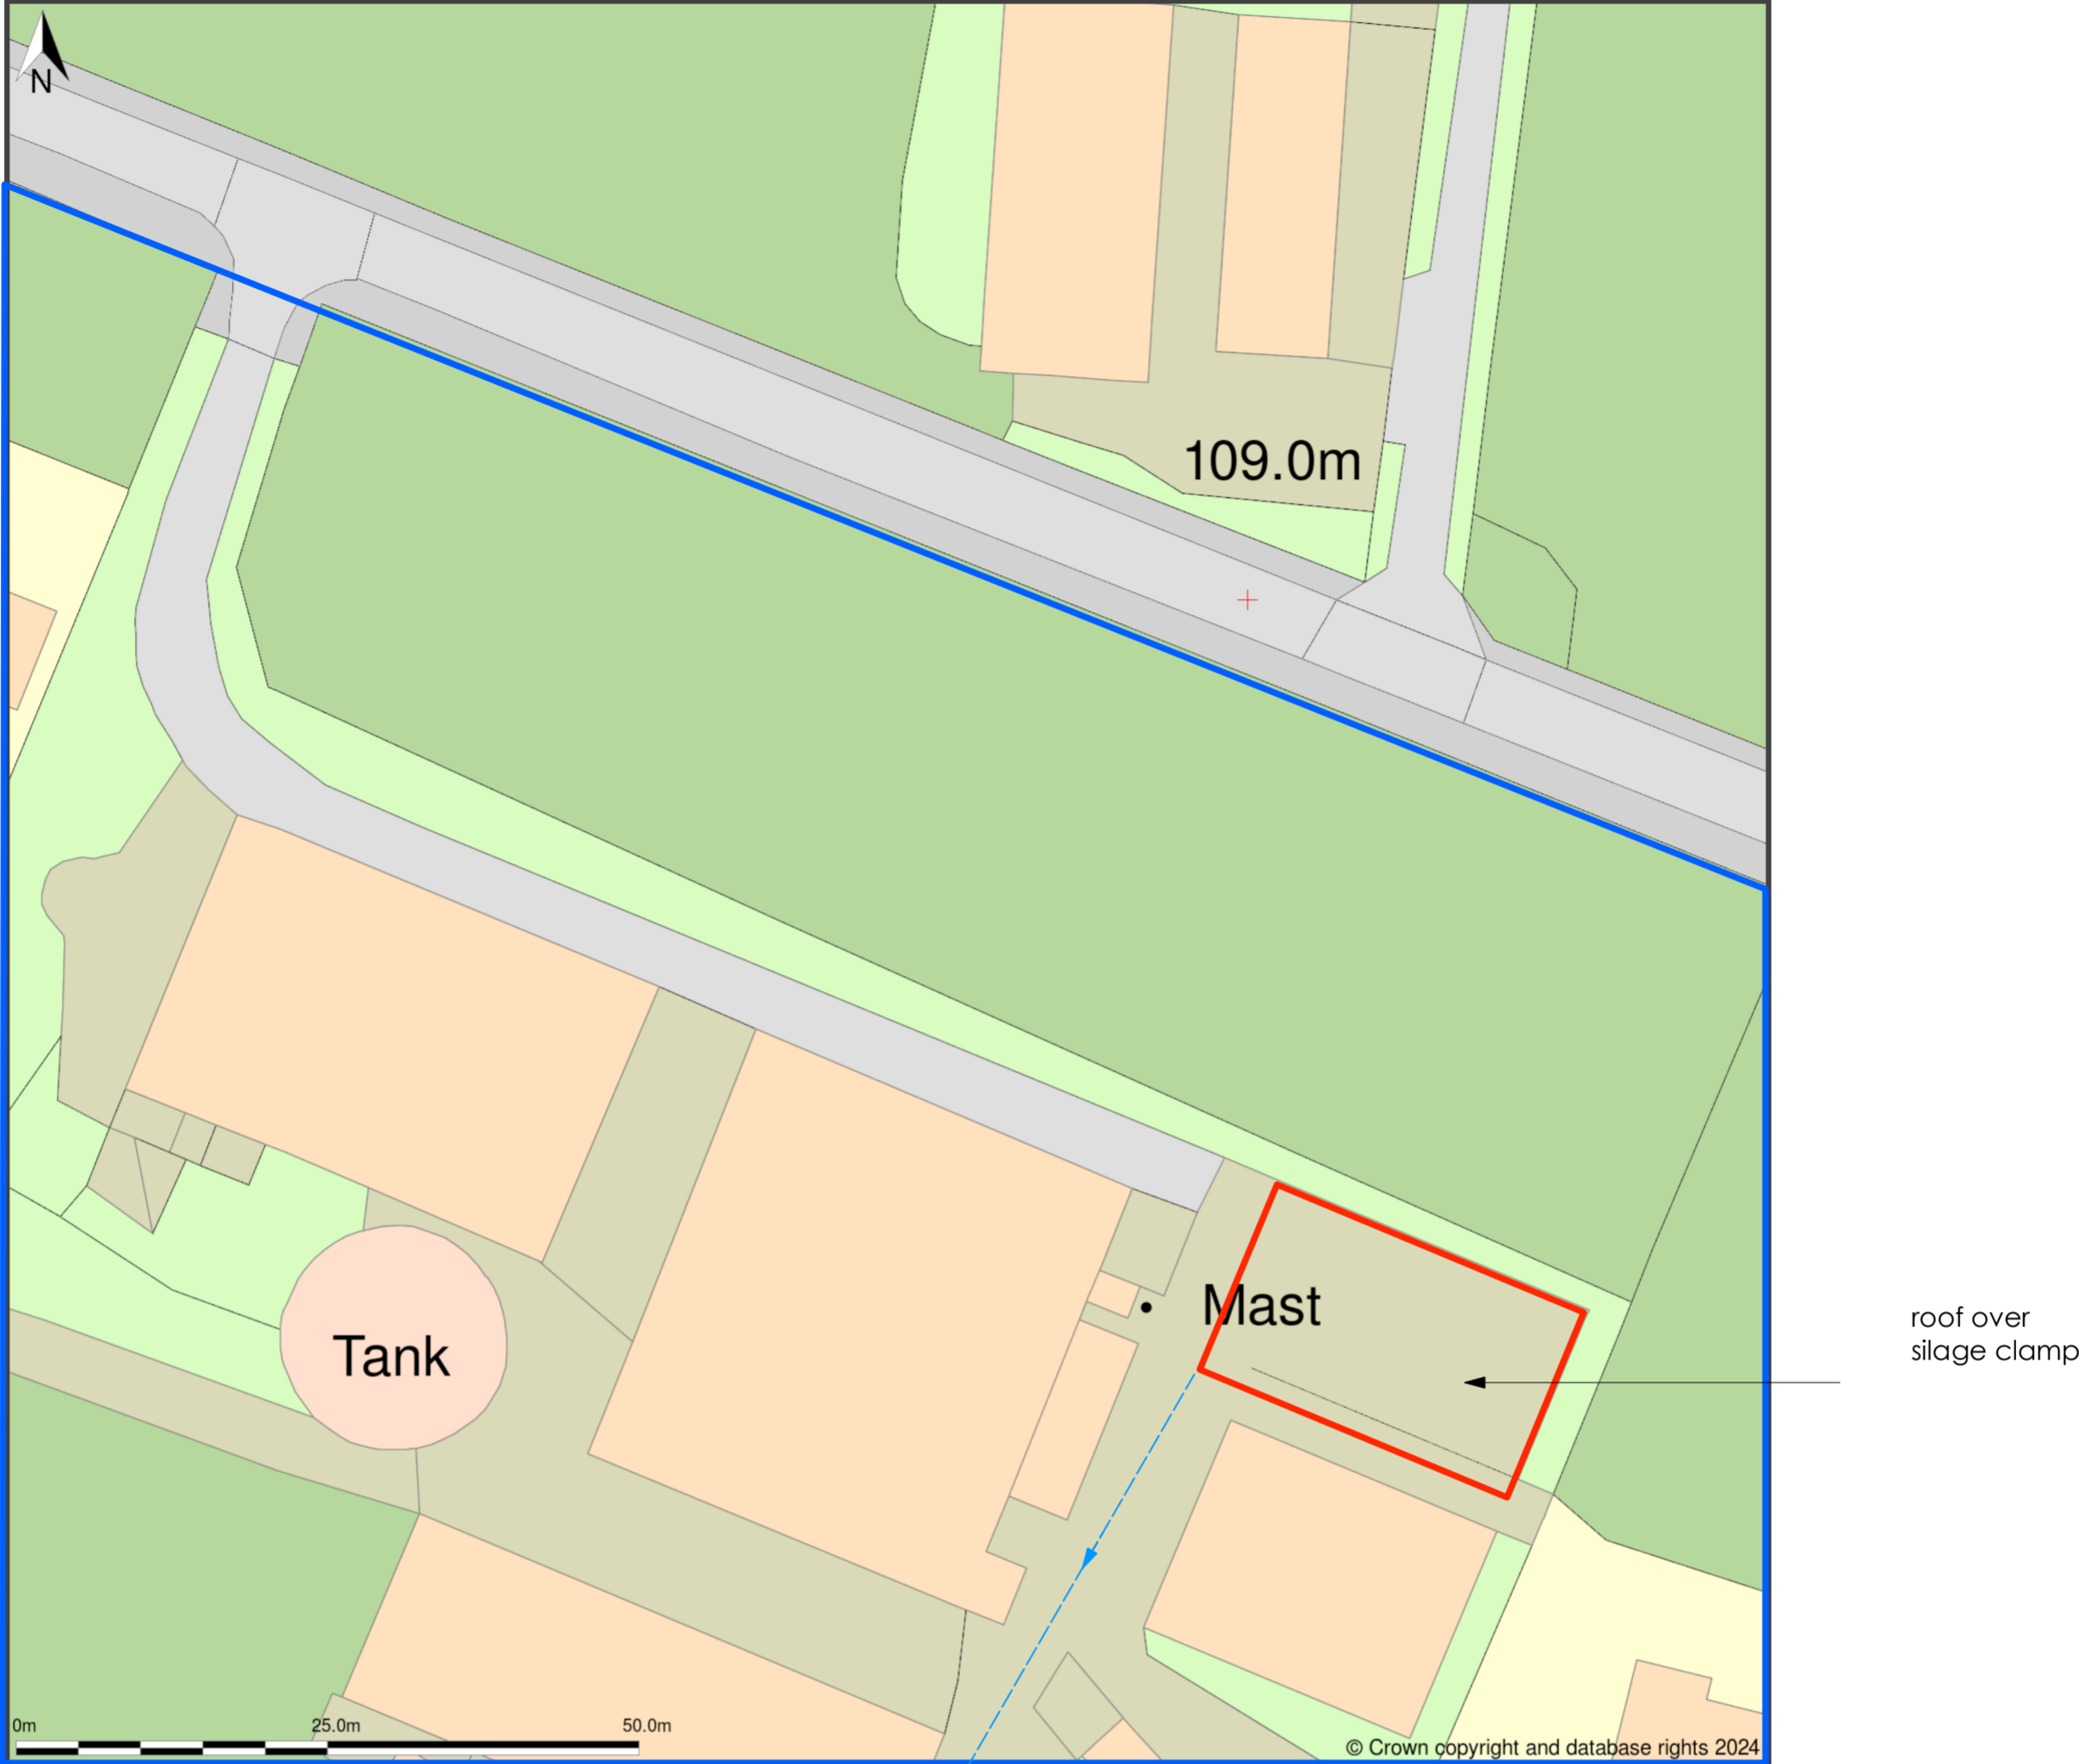 N
109.0m
Mast
roof over
silage clamp
Tank
0m 25.0m 50.0m
© Crown copyright and database rights 2024